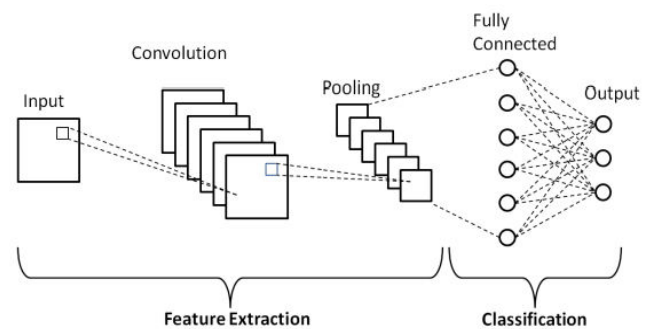 Input
Convolution
Pooling
Fully
Connected
Output
Feature Extraction
Classification